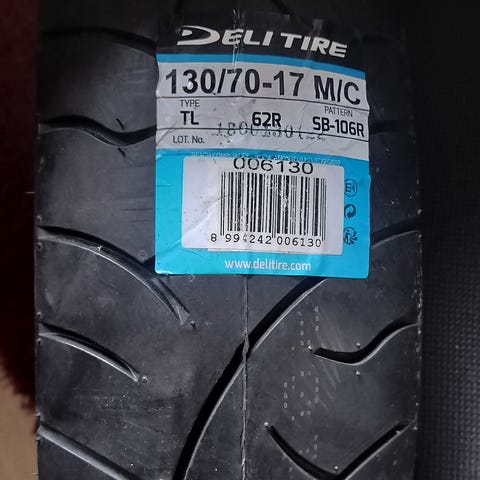 DELI TIRE
130/70-17 M/C
TYPE PATTERN
TL 62R SB-106R
LOT. No.
006130
8 994242 006130
www.delitire.com